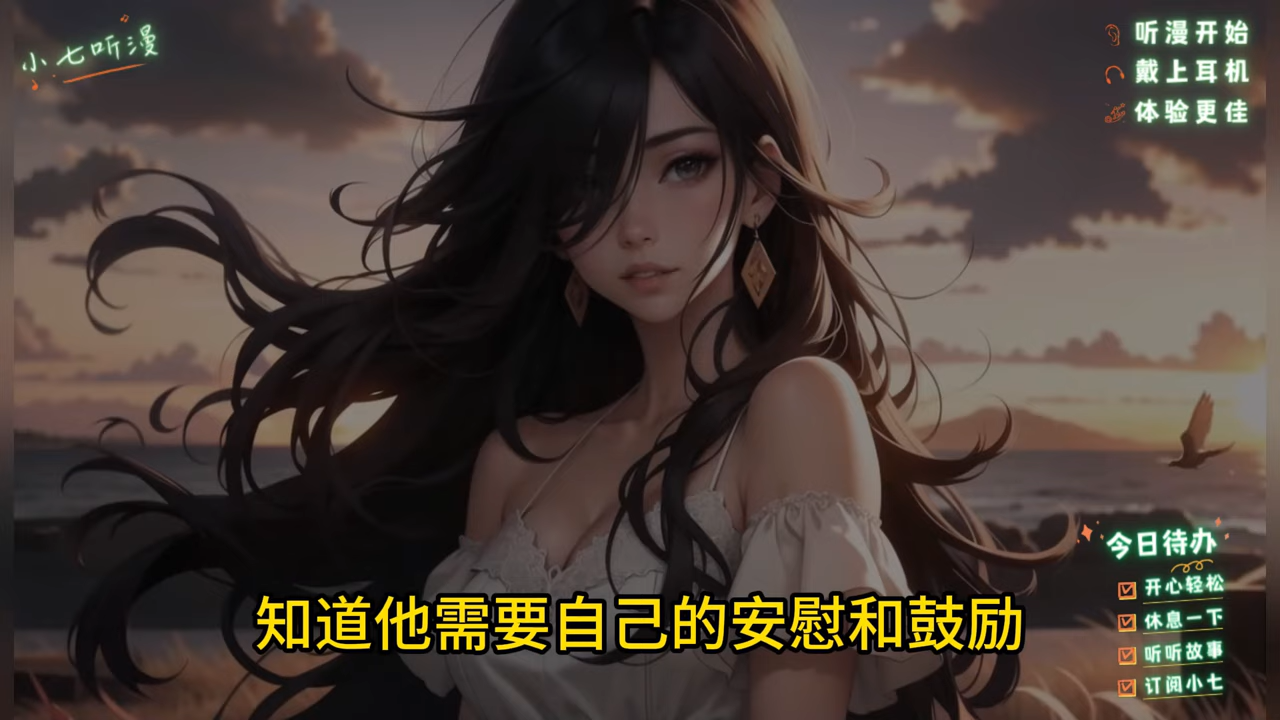 小七听漫
听漫开始
戴上耳机
体验更佳
今日待办
开心轻松
休息一下
听听故事
订阅小七
知道他需要自己的安慰和鼓励